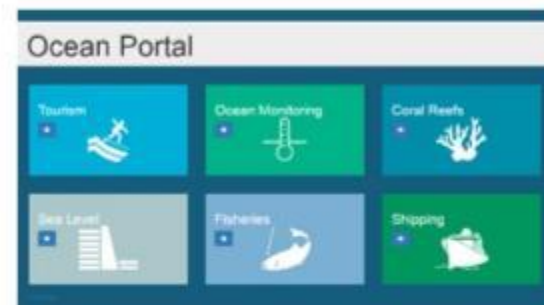 Ocean Portal
Tourism
Ocean Monitoring
Coral Reefs
Sea Level
Fisheries
Shipping